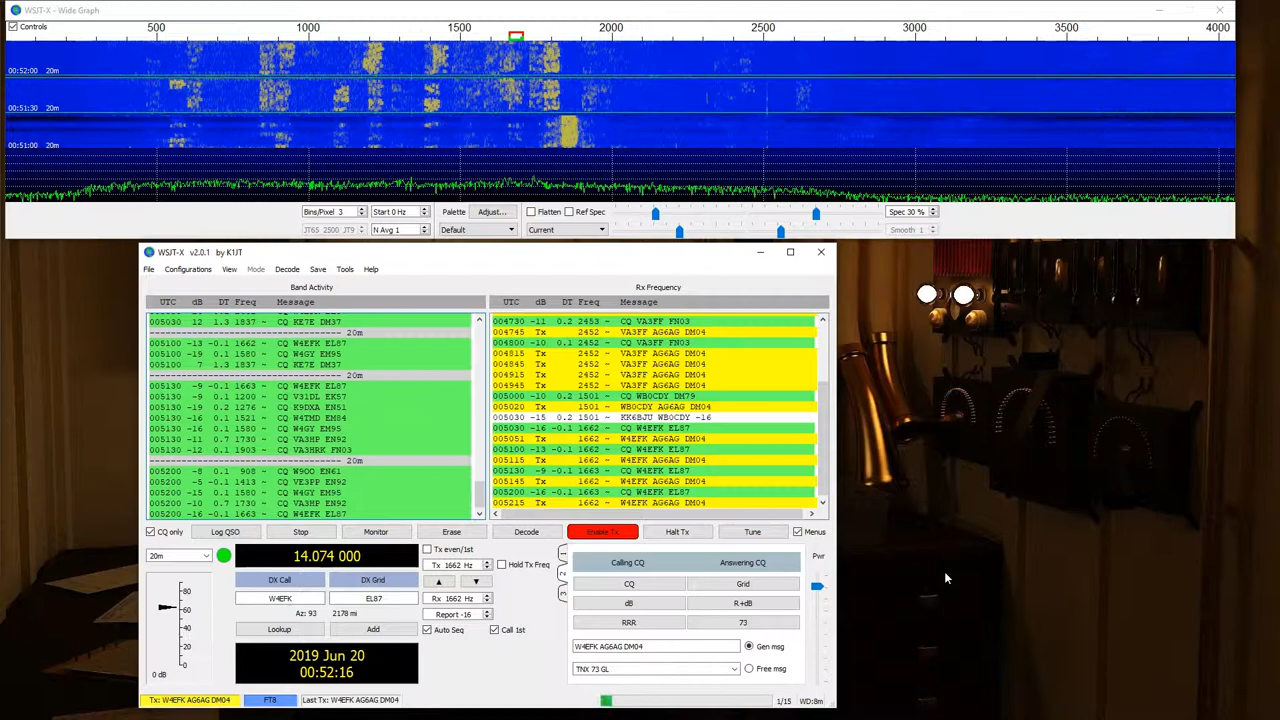 WSJT-X - Wide Graph
Controls 500 1000 1500 2000 2500 3000 3500 4000
00:52:00 20m
00:51:30 20m
00:51:00 20m
Bins/Pixel 3 Start 0 Hz Palette Adjust... Flatten Ref Spec Spec 30 %
JT65 2500 JT9 N Avg 1 Default Current Smooth 1
WSJT-X v2.0.1 by K1JT
File Configurations View Mode Decode Save Tools Help
Band Activity
UTC dB DT Freq Message
005030 12 1.3 1837 ~ CQ KE7E DM37
20m
005100 -13 -0.1 1662 ~ CQ W4EFK EL87
005100 -19 0.1 1580 ~ CQ W4GY EM95
005100 7 1.3 1837 ~ CQ KE7E DM37
20m
005130 -9 -0.1 1663 ~ CQ W4EFK EL87
005130 -9 0.1 1200 ~ CQ V31DL EK57
005130 -19 0.2 1276 ~ CQ K9DXA EN51
005130 -16 0.1 1521 ~ CQ W4TMD EM84
005130 -16 0.1 1580 ~ CQ W4GY EM95
005130 -11 0.7 1730 ~ CQ VA3HP EN92
005130 -12 0.1 1903 ~ CQ VA3HRK FN03
20m
005200 -8 0.1 908 ~ CQ W9OO EN61
005200 -5 -0.1 1413 ~ CQ VE3PP EN92
005200 -15 0.1 1580 ~ CQ W4GY EM95
005200 -10 0.7 1730 ~ CQ VA3HP EN92
005200 -16 -0.1 1663 ~ CQ W4EFK EL87
Rx Frequency
UTC dB DT Freq Message
004730 -11 0.2 2453 ~ CQ VA3FF FN03
004745 Tx 2452 ~ VA3FF AG6AG DM04
004800 -10 0.1 2452 ~ CQ VA3FF FN03
004815 Tx 2452 ~ VA3FF AG6AG DM04
004845 Tx 2452 ~ VA3FF AG6AG DM04
004915 Tx 2452 ~ VA3FF AG6AG DM04
004945 Tx 2452 ~ VA3FF AG6AG DM04
005000 -10 0.2 1501 ~ CQ WB0CDY DM79
005020 Tx 1501 ~ WB0CDY AG6AG DM04
005030 -15 0.2 1501 ~ KK6BJU WB0CDY -16
005030 -16 -0.1 1662 ~ CQ W4EFK EL87
005051 Tx 1662 ~ W4EFK AG6AG DM04
005100 -13 -0.1 1662 ~ CQ W4EFK EL87
005115 Tx 1662 ~ W4EFK AG6AG DM04
005130 -9 -0.1 1663 ~ CQ W4EFK EL87
005145 Tx 1662 ~ W4EFK AG6AG DM04
005200 -16 -0.1 1663 ~ CQ W4EFK EL87
005215 Tx 1662 ~ W4EFK AG6AG DM04
CQ only Log QSO Stop Monitor Erase Decode Enable Tx Halt Tx Tune Menus
20m 14.074 000 Tx even/1st
Tx 1662 Hz Hold Tx Freq
DX Call DX Grid
W4EFK EL87 Rx 1662 Hz
Az: 93 2178 mi Report -16
Lookup Add Auto Seq Call 1st
2019 Jun 20
00:52:16
80
60
40
20
0
0 dB
1
2
3
Calling CQ Answering CQ Pwr
CQ Grid
dB R+dB
RRR 73
W4EFK AG6AG DM04 Gen msg
TNX 73 GL Free msg
Tx: W4EFK AG6AG DM04 FT8 Last Tx: W4EFK AG6AG DM04 1/15 WD:8m